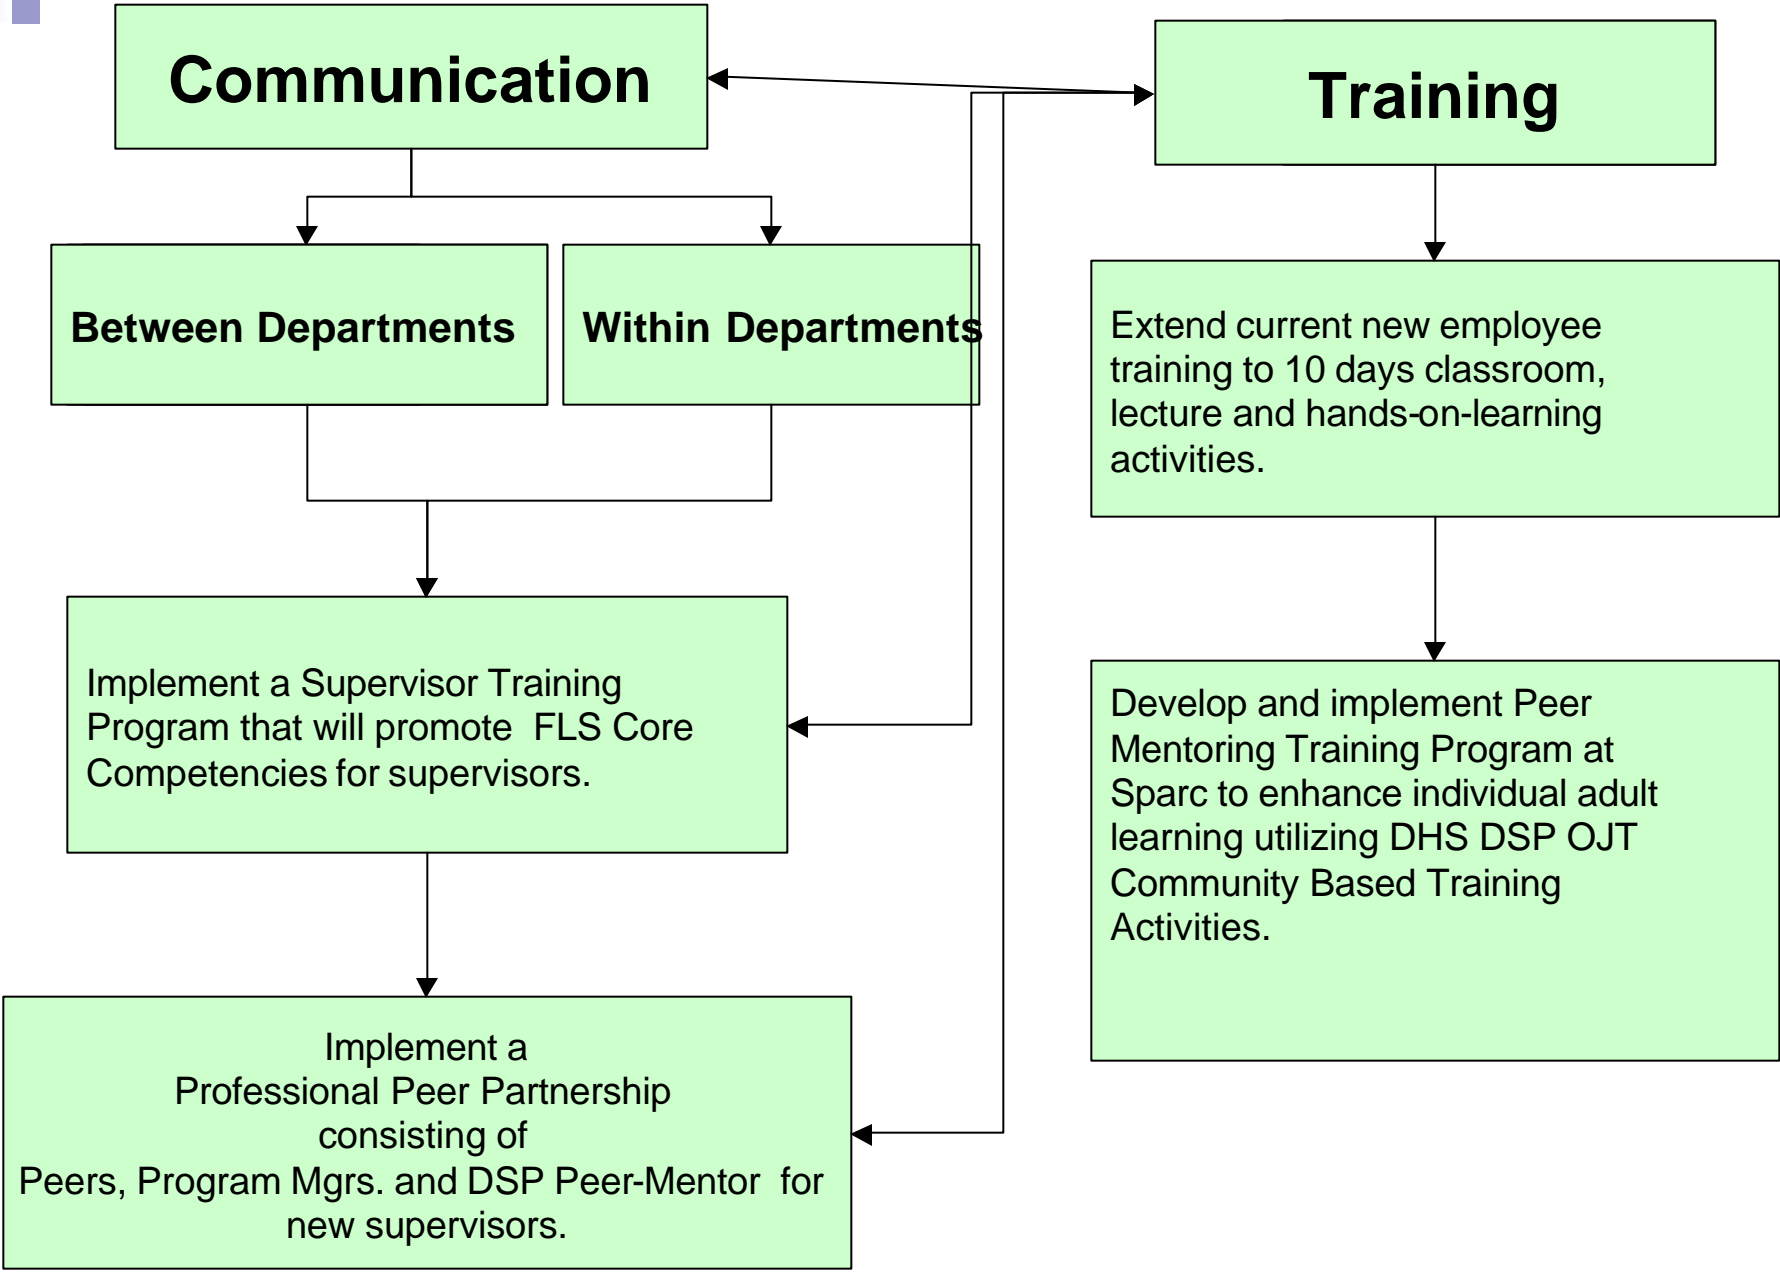 Communication
Training
Between Departments
Within Departments
Extend current new employee
training to 10 days classroom,
lecture and hands-on-learning
activities.
Implement a Supervisor Training
Program that will promote FLS Core
Competencies for supervisors.
Develop and implement Peer
Mentoring Training Program at
Sparc to enhance individual adult
learning utilizing DHS DSP OJT
Community Based Training
Activities.
Implement a
Professional Peer Partnership
consisting of
Peers, Program Mgrs. and DSP Peer-Mentor for
new supervisors.